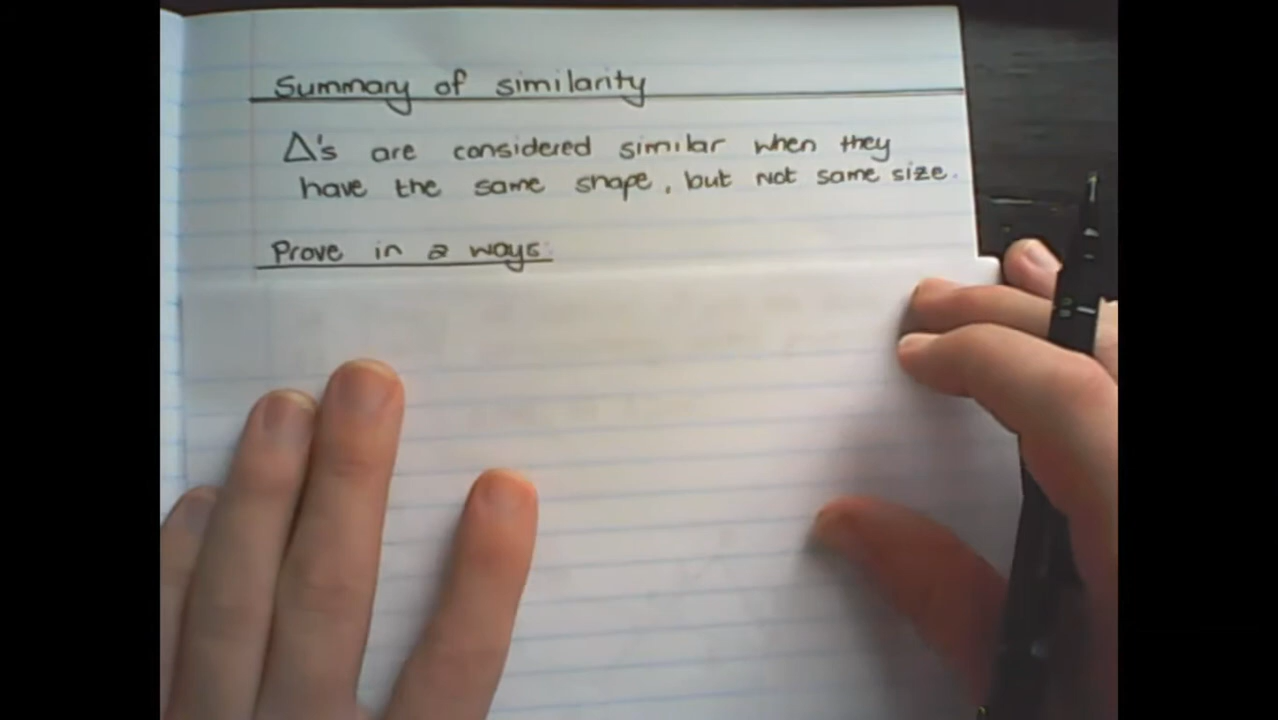 Summary of similarity
Δ's are considered similar when they
have the same shape, but not same size.
Prove in 2 ways: